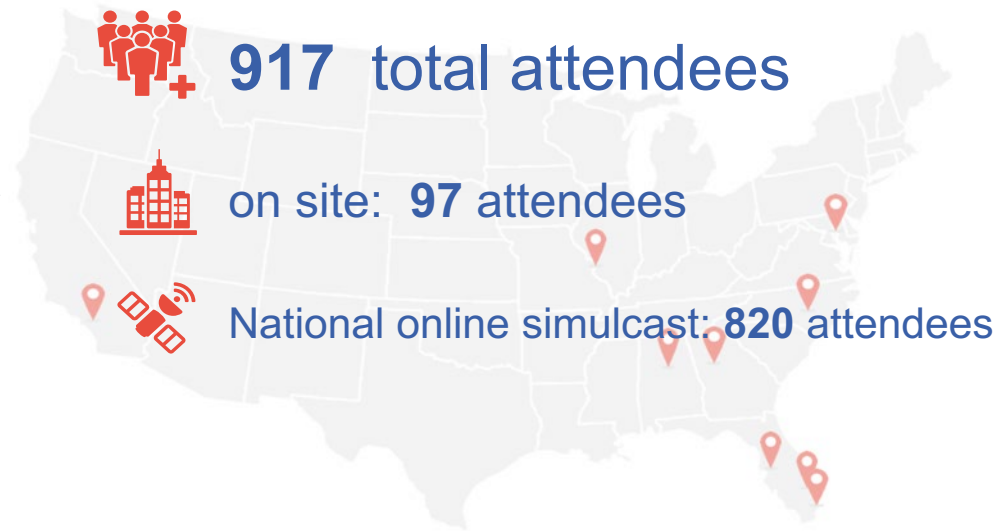 917 total attendees
on site: 97 attendees
National online simulcast: 820 attendees